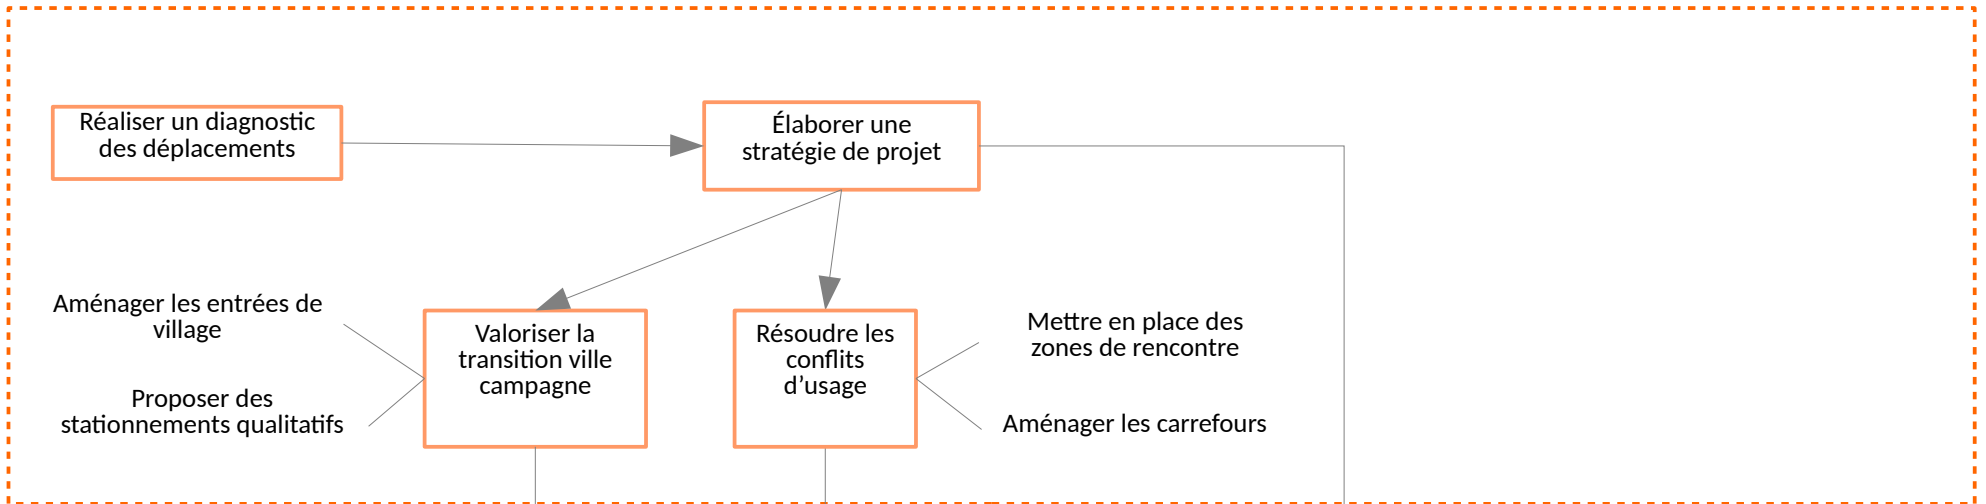 Réaliser un diagnostic
des déplacements
Élaborer une
stratégie de projet
Aménager les entrées de
village
Proposer des
stationnements qualitatifs
Valoriser la
transition ville
campagne
Résoudre les
conflits
d’usage
Mettre en place des
zones de rencontre
Aménager les carrefours